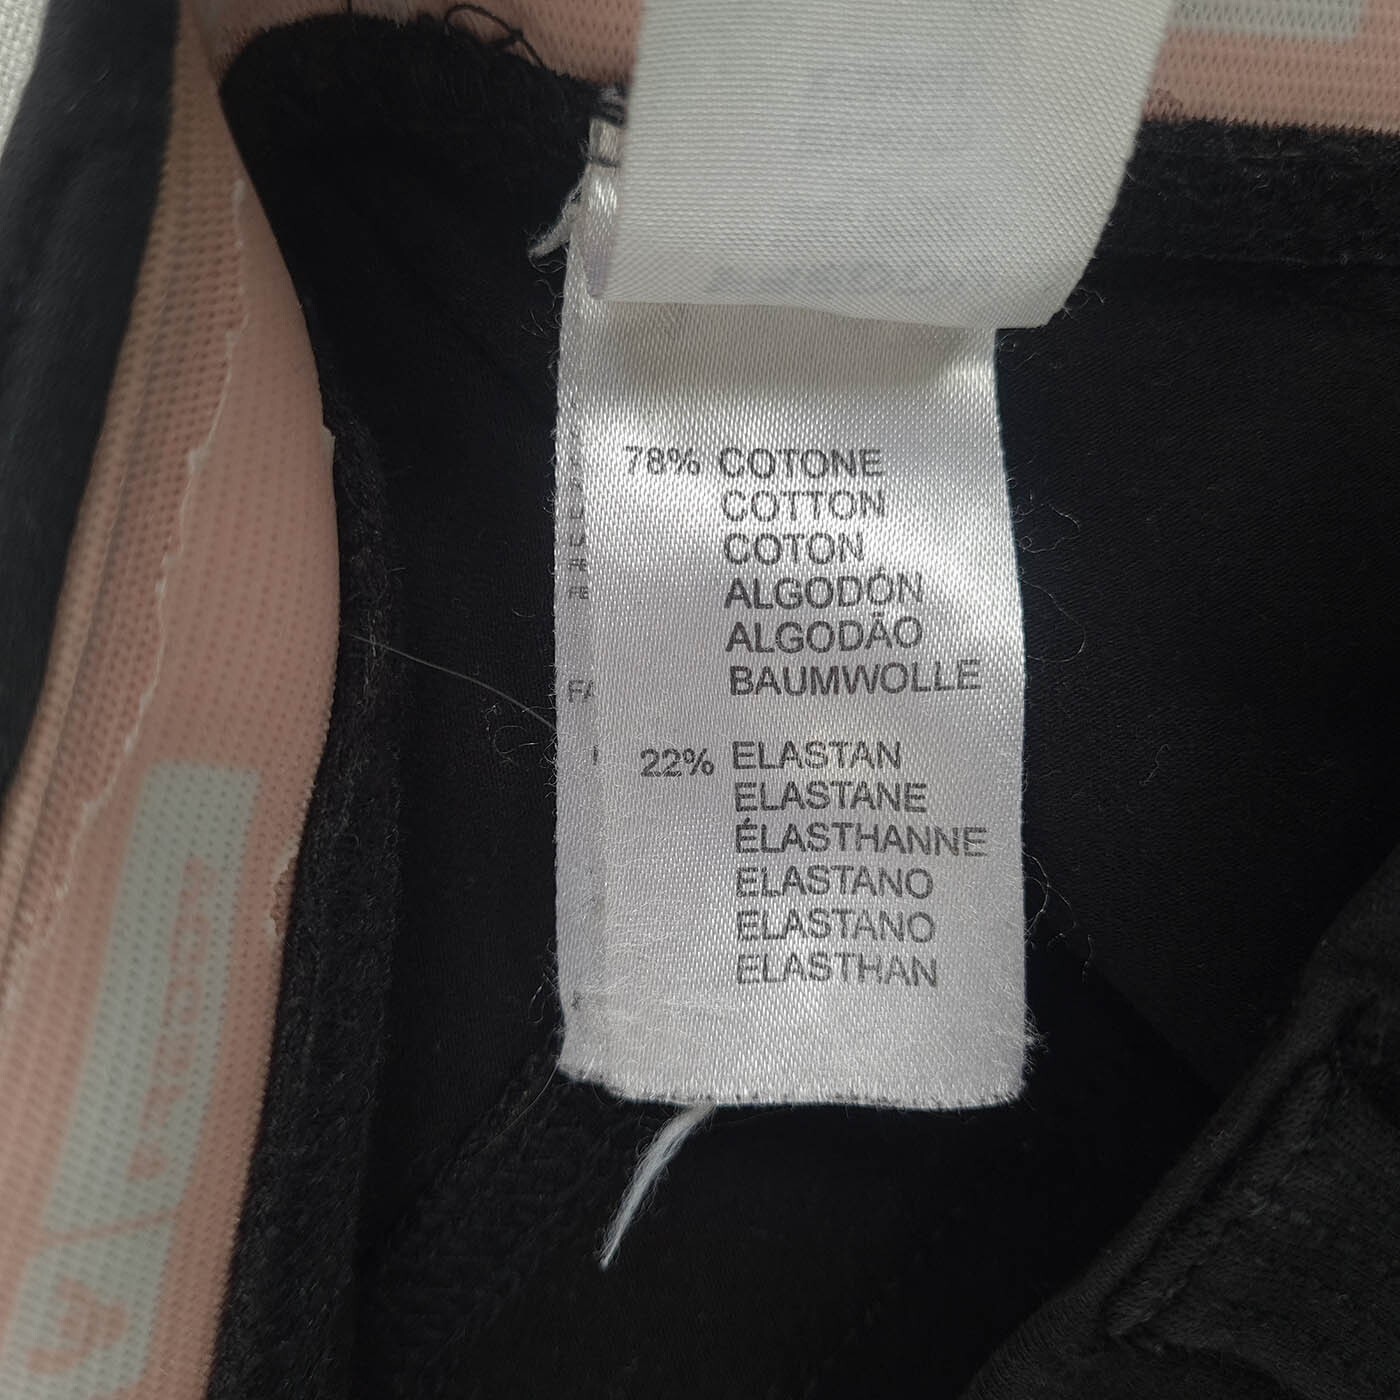 78% COTONE
COTTON
COTON
ALGODÓN
ALGODÃO
BAUMWOLLE
22% ELASTAN
ELASTANE
ÉLASTHANNE
ELASTANO
ELASTANO
ELASTHAN